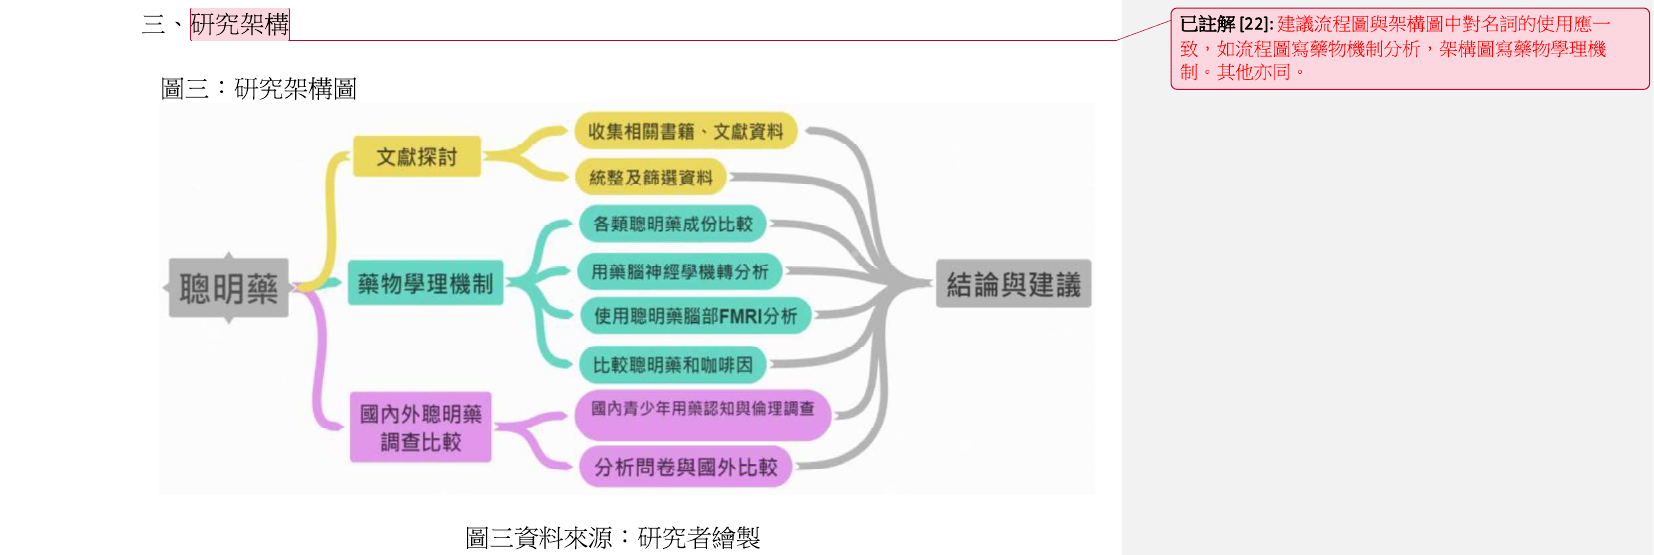 三、研究架構
已註解 [22]: 建議流程圖與架構圖中對名詞的使用應一
致，如流程圖寫藥物機制分析，架構圖寫藥物學理機
制。其他亦同。
圖三：研究架構圖
聰明藥
文獻探討
收集相關書籍、文獻資料
統整及篩選資料
藥物學理機制
各類聰明藥成份比較
用藥腦神經學機轉分析
使用聰明藥腦部FMRI分析
比較聰明藥和咖啡因
國內外聰明藥
調查比較
國內青少年用藥認知與倫理調查
分析問卷與國外比較
結論與建議
圖三資料來源：研究者繪製